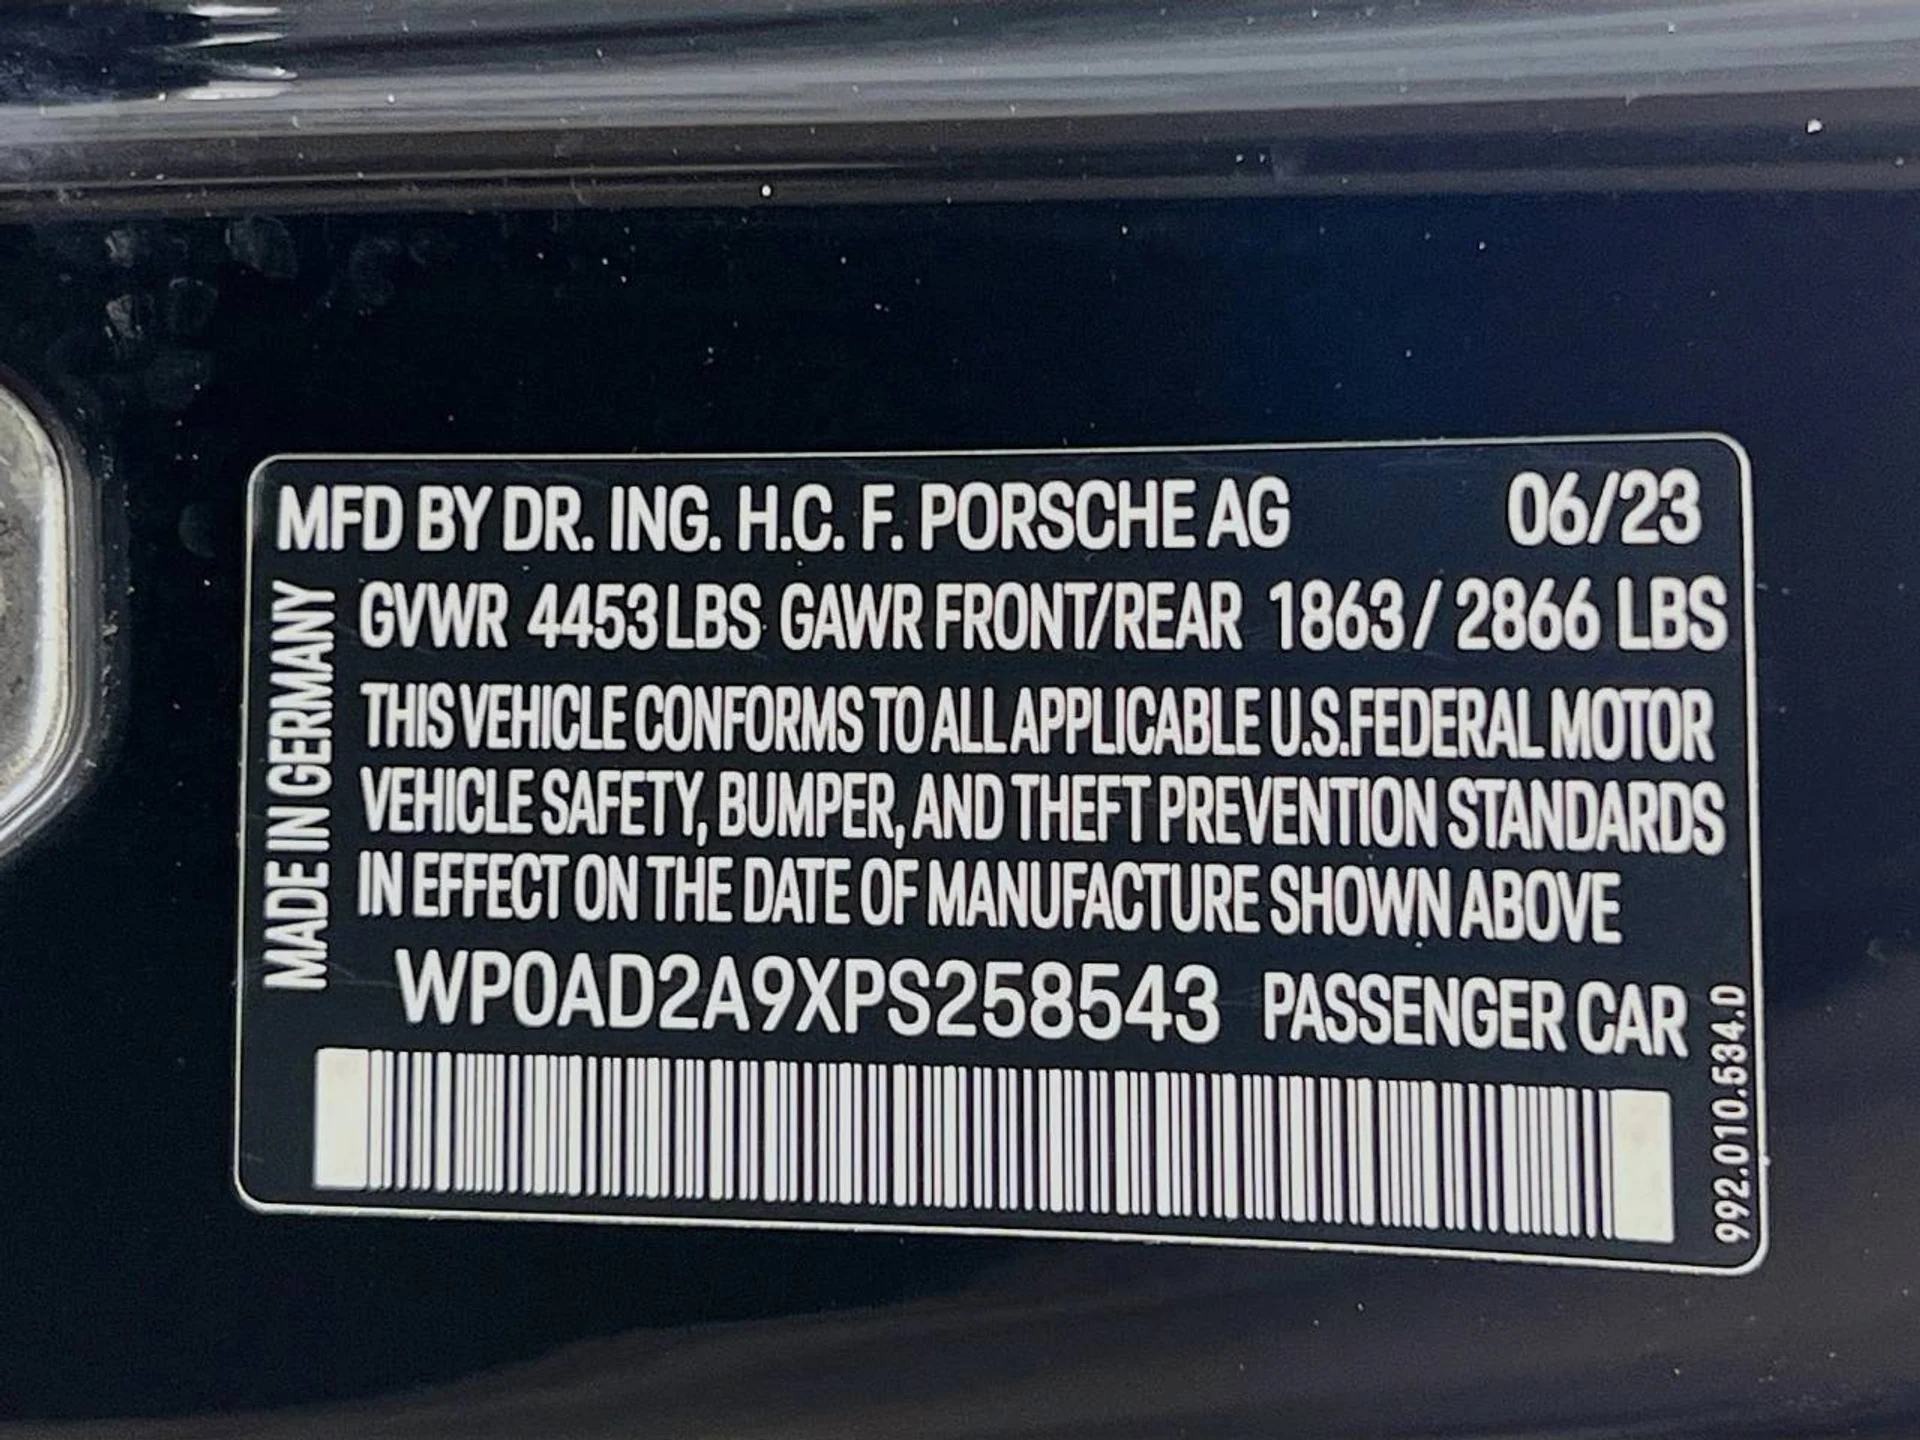 MFD BY DR. ING. H.C. F. PORSCHE AG 06/23
GVWR 4453 LBS GAWR FRONT/REAR 1863 / 2866 LBS
THIS VEHICLE CONFORMS TO ALL APPLICABLE U.S.FEDERAL MOTOR
VEHICLE SAFETY, BUMPER, AND THEFT PREVENTION STANDARDS
IN EFFECT ON THE DATE OF MANUFACTURE SHOWN ABOVE
WP0AD2A9XPS258543 PASSENGER CAR
MADE IN GERMANY
992.010.534.D